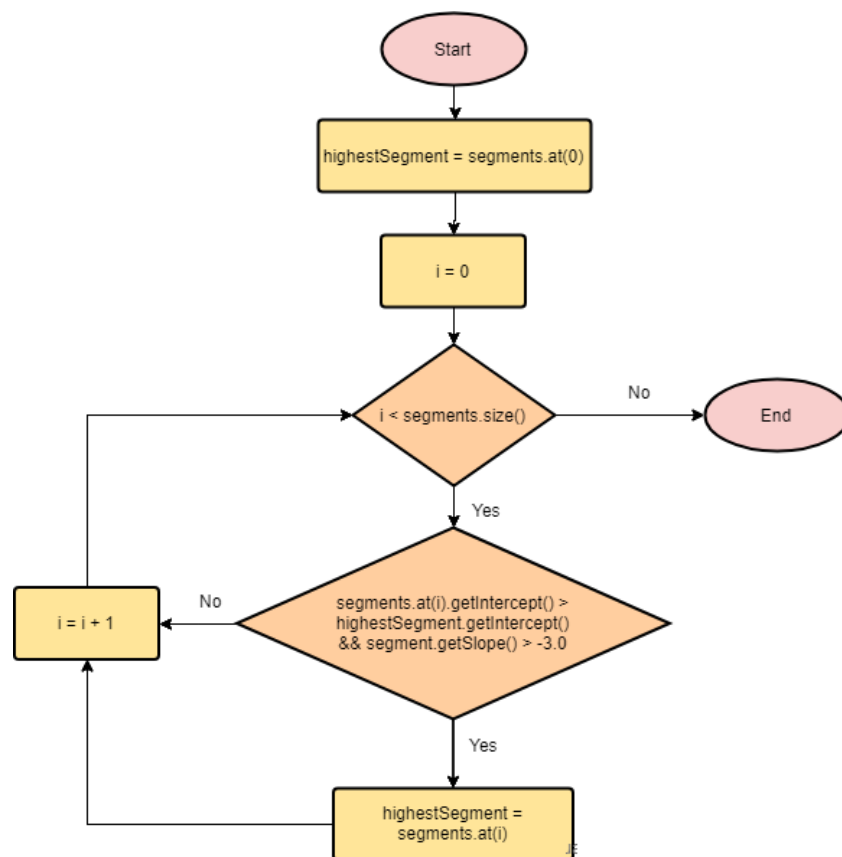 Start
highestSegment = segments.at(0)
i = 0
i < segments.size()
No
End
Yes
segments.at(i).getIntercept() >
highestSegment.getIntercept()
&& segment.getSlope() > -3.0
No
i = i + 1
Yes
highestSegment =
segments.at(i)